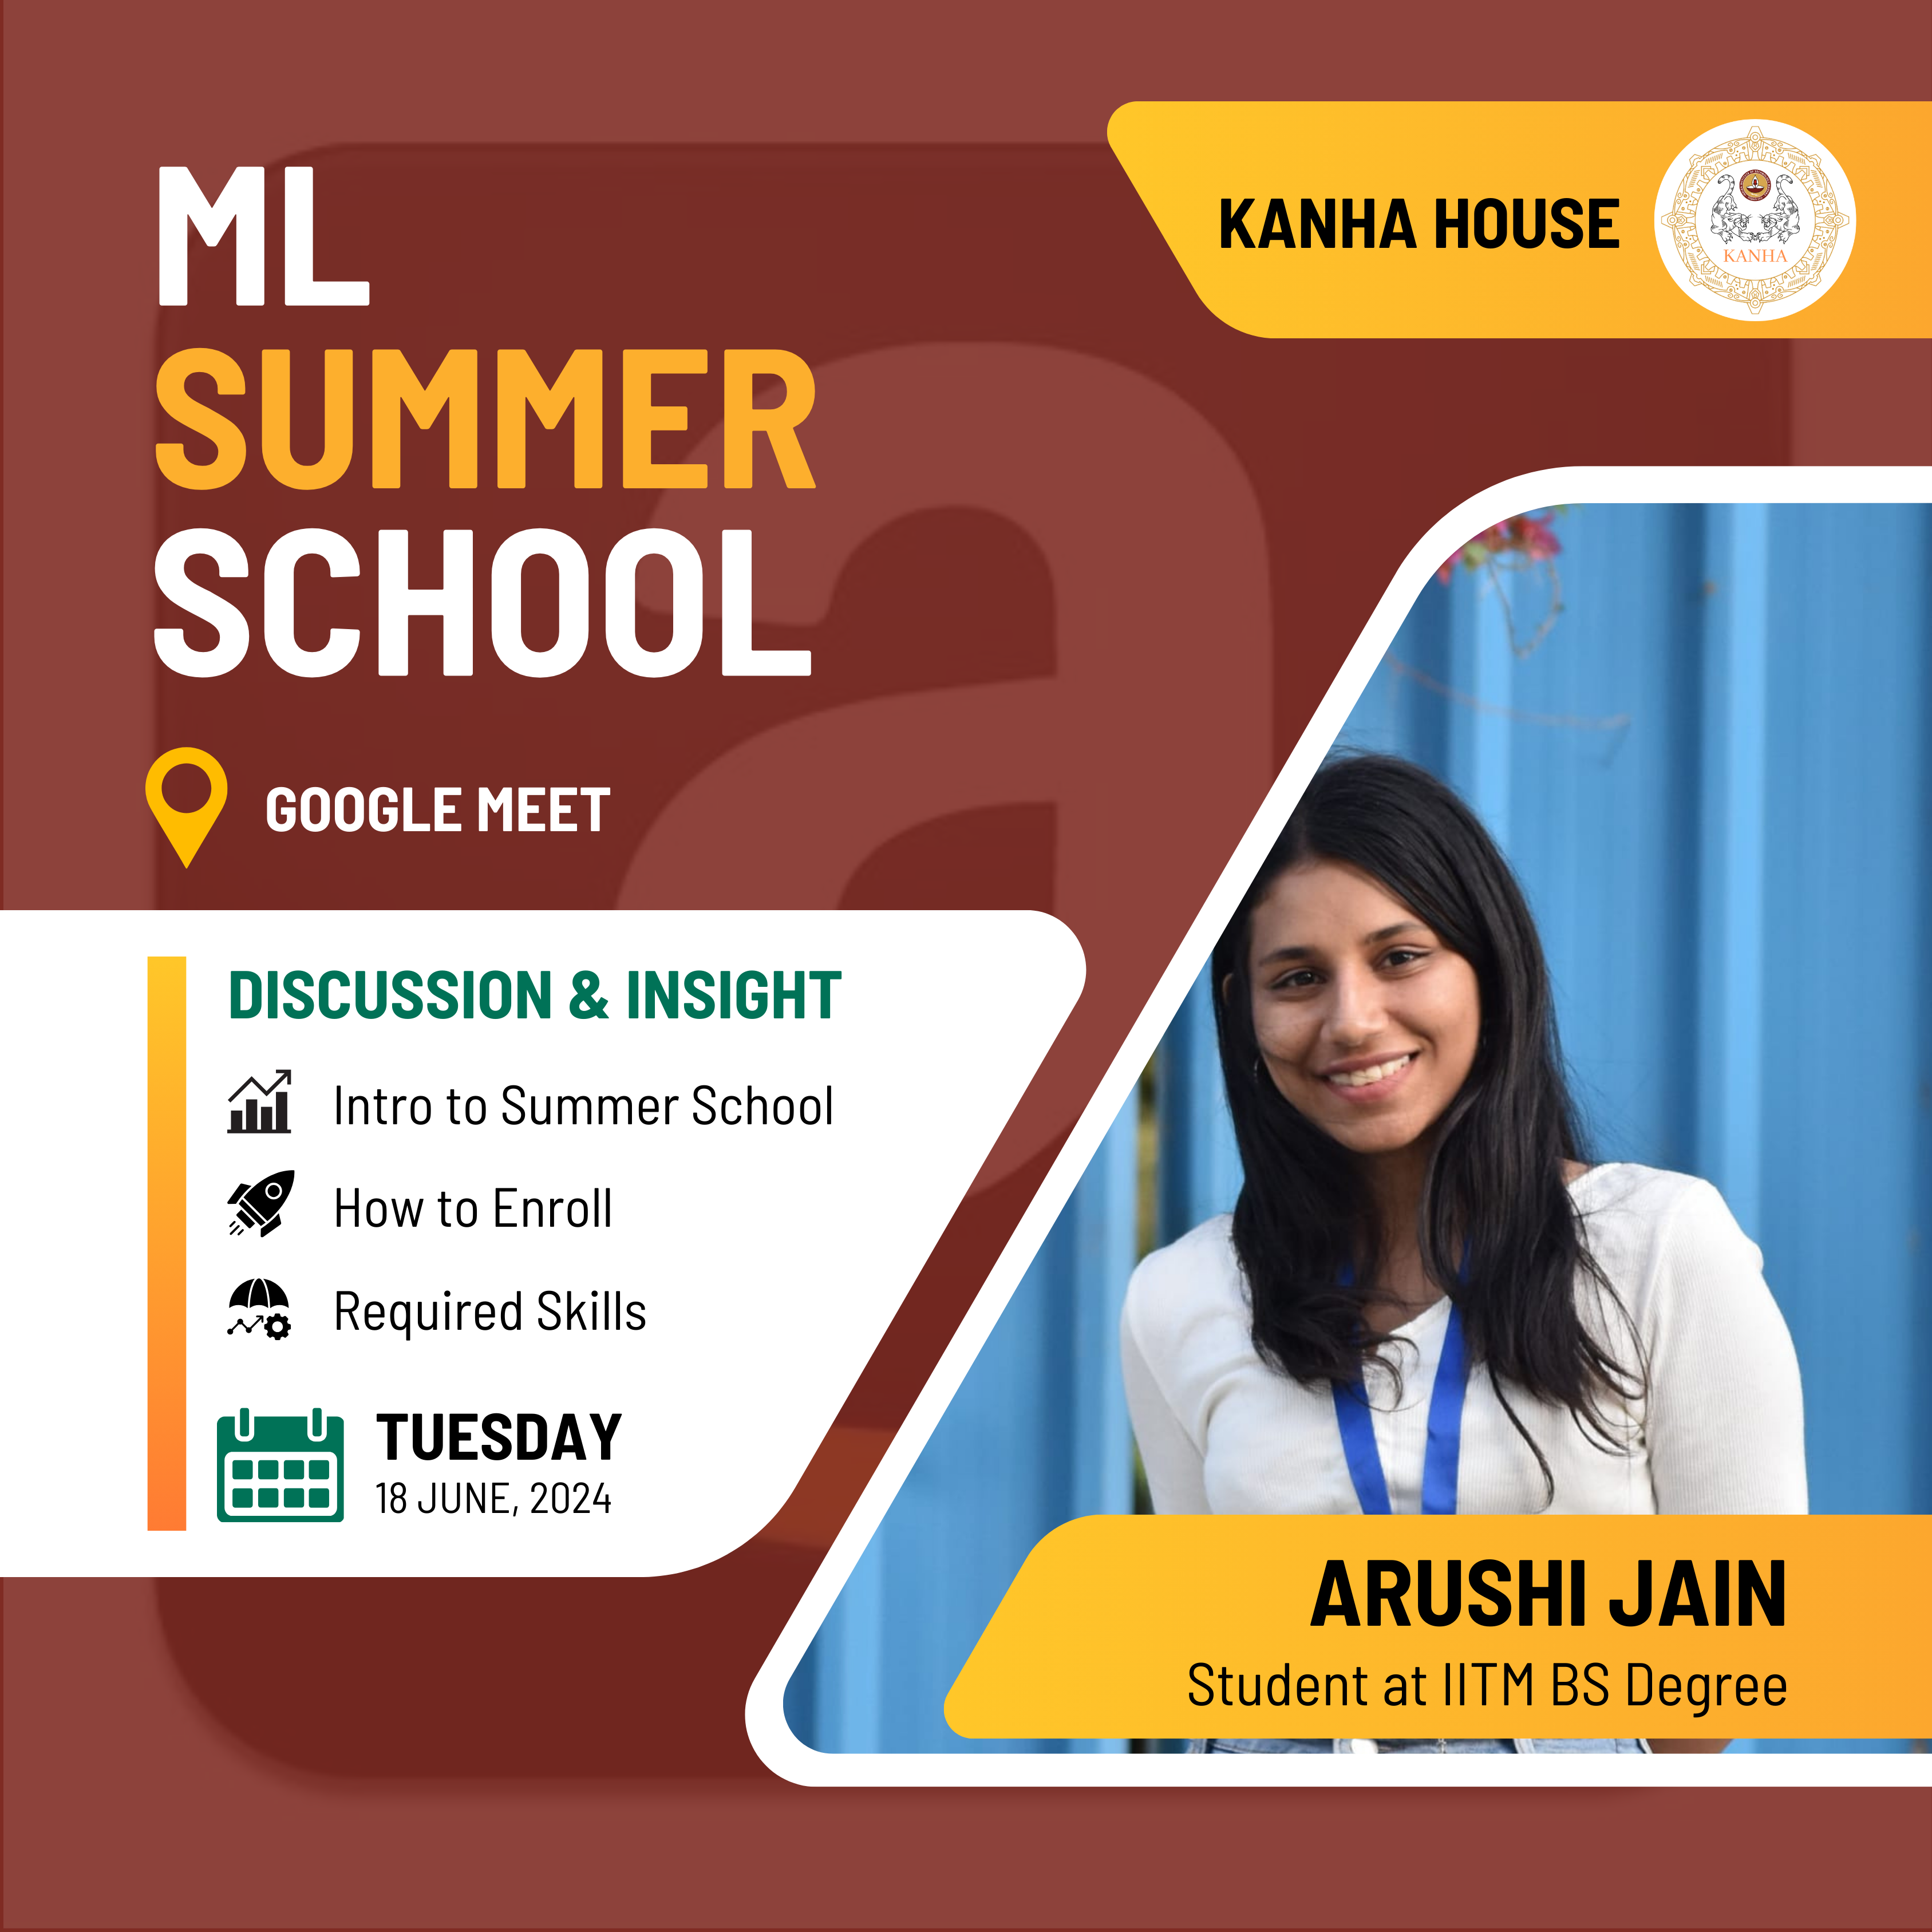 ML
SUMMER
SCHOOL
KANHA HOUSE
KANHA
GOOGLE MEET
DISCUSSION & INSIGHT
Intro to Summer School
How to Enroll
Required Skills
TUESDAY
18 JUNE, 2024
ARUSHI JAIN
Student at IITM BS Degree